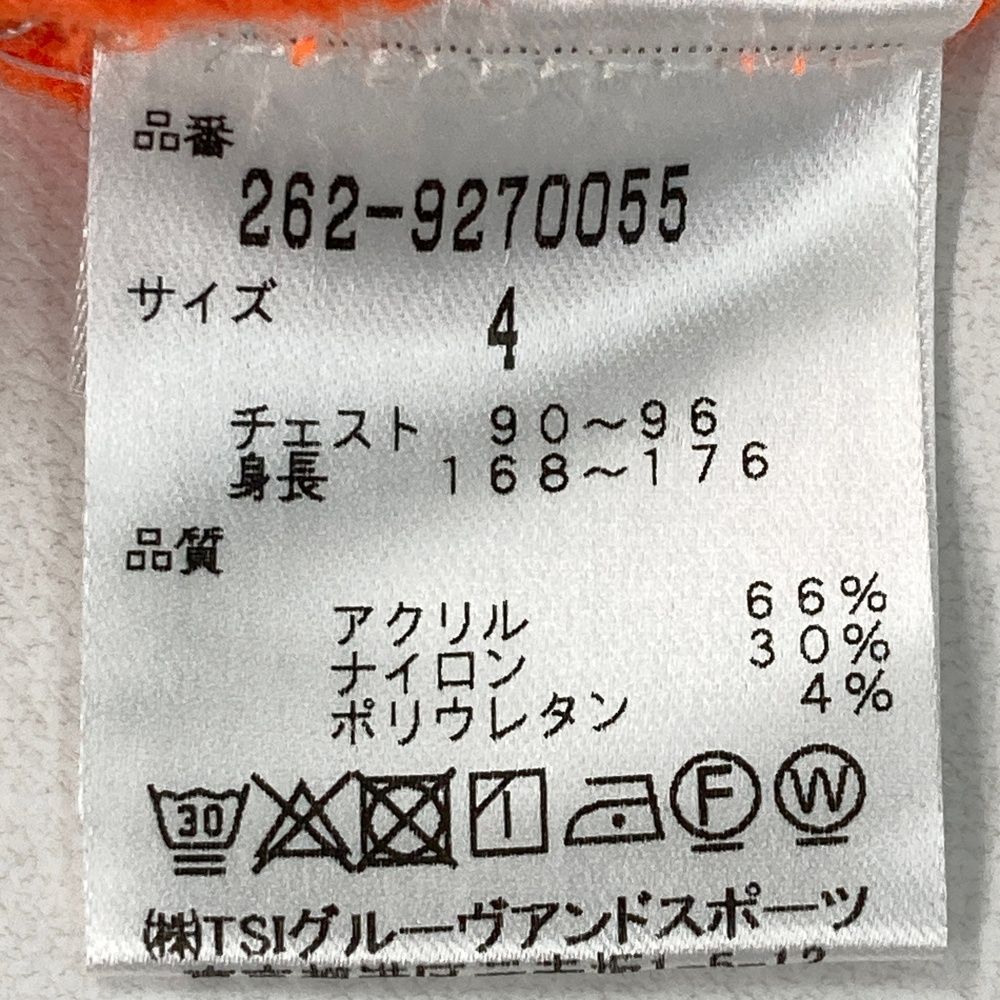 品番
262-9270055
サイズ 4
チェスト 90～96
身長 168～176
品質
アクリル 66%
ナイロン 30%
ポリウレタン 4%
30 F W
㈱TSIグルーヴアンドスポーツ